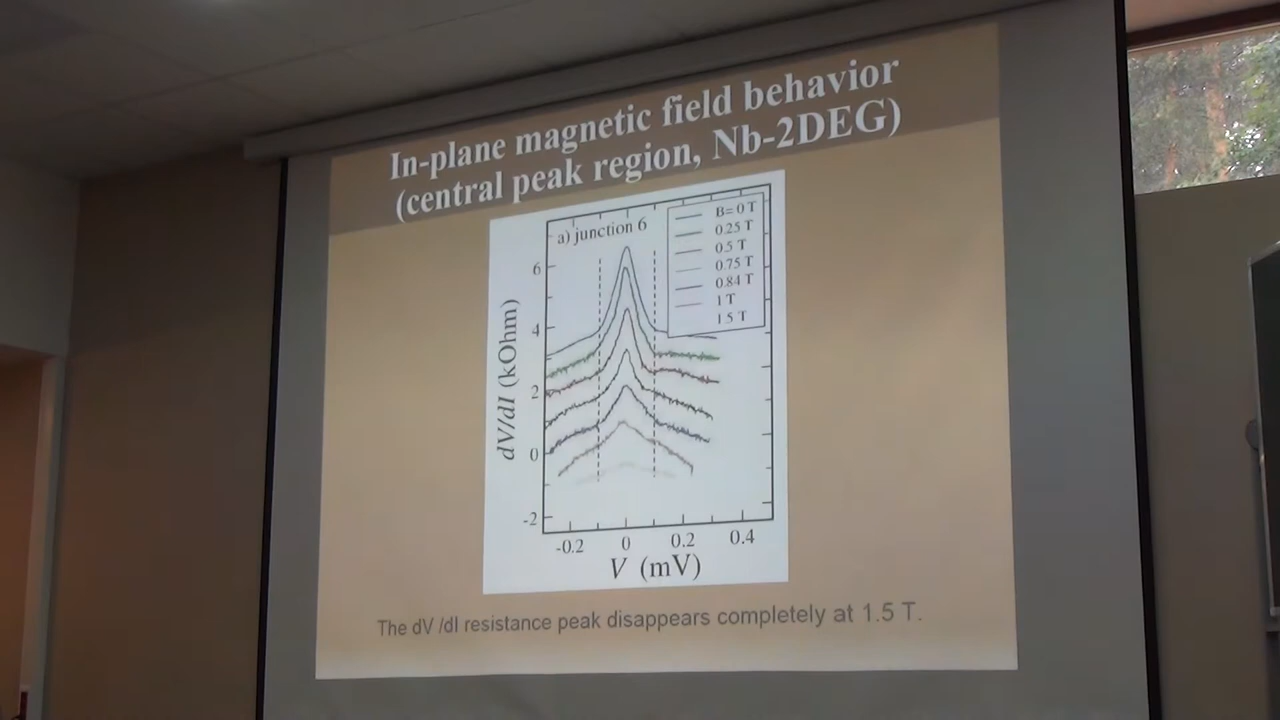 In-plane magnetic field behavior
(central peak region, Nb-2DEG)
a) junction 6
B=0 T
0.25 T
0.5 T
0.75 T
0.84 T
1 T
1.5 T
6
4
2
0
-2
dV/dI (kOhm)
-0.2 0 0.2 0.4
V (mV)
The dV /dI resistance peak disappears completely at 1.5 T.